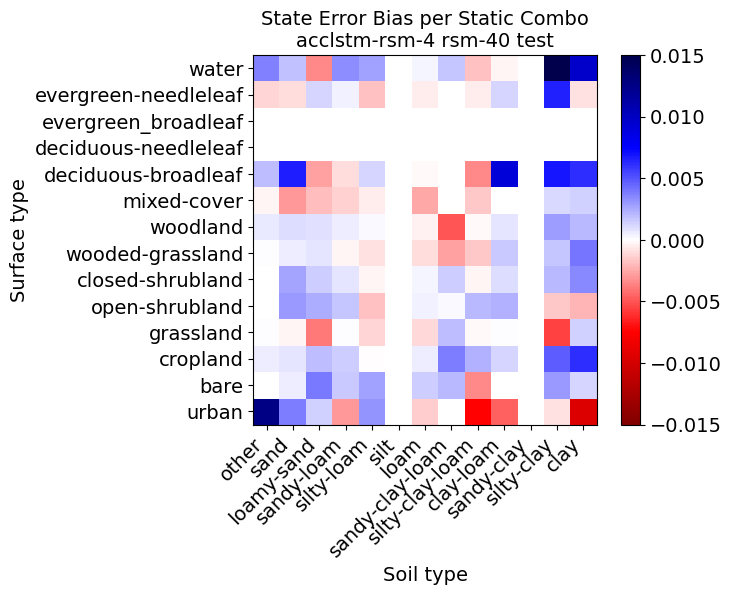 State Error Bias per Static Combo
acclstm-rsm-4 rsm-40 test
Surface type
water
evergreen-needleleaf
evergreen_broadleaf
deciduous-needleleaf
deciduous-broadleaf
mixed-cover
woodland
wooded-grassland
closed-shrubland
open-shrubland
grassland
cropland
bare
urban
other
sand
loamy-sand
sandy-loam
silty-loam
silt
loam
sandy-clay-loam
silty-clay-loam
clay-loam
sandy-clay
silty-clay
clay
Soil type
0.015
0.010
0.005
0.000
−0.005
−0.010
−0.015